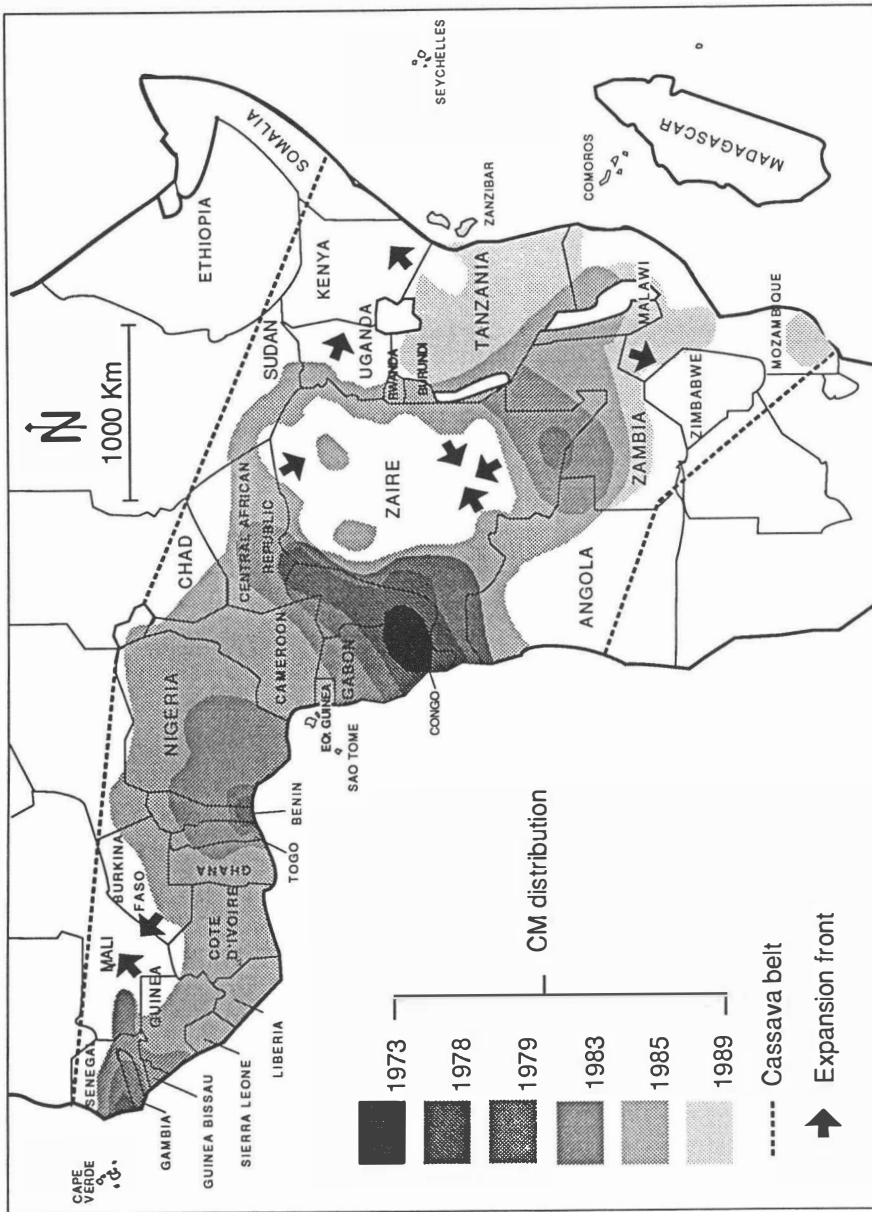 CAPE
VERDE
SENEGAL
GAMBIA
GUINEA BISSAU
SIERRA LEONE
LIBERIA
GUINEA
MALI
BURKINA
FASO
COTE
D'IVOIRE
GHANA
TOGO
BENIN
NIGERIA
CAMEROON
EQ. GUINEA
SAO TOME
GABON
CONGO
CHAD
CENTRAL AFRICAN
REPUBLIC
ZAIRE
ANGOLA
SUDAN
ETHIOPIA
SOMALIA
KENYA
UGANDA
RWANDA
BURUNDI
TANZANIA
ZANZIBAR
SEYCHELLES
COMOROS
MADAGASCAR
MALAWI
ZAMBIA
MOZAMBIQUE
ZIMBABWE
N
1000 Km
1973
1978
1979
1983
1985
1989
CM distribution
Cassava belt
Expansion front